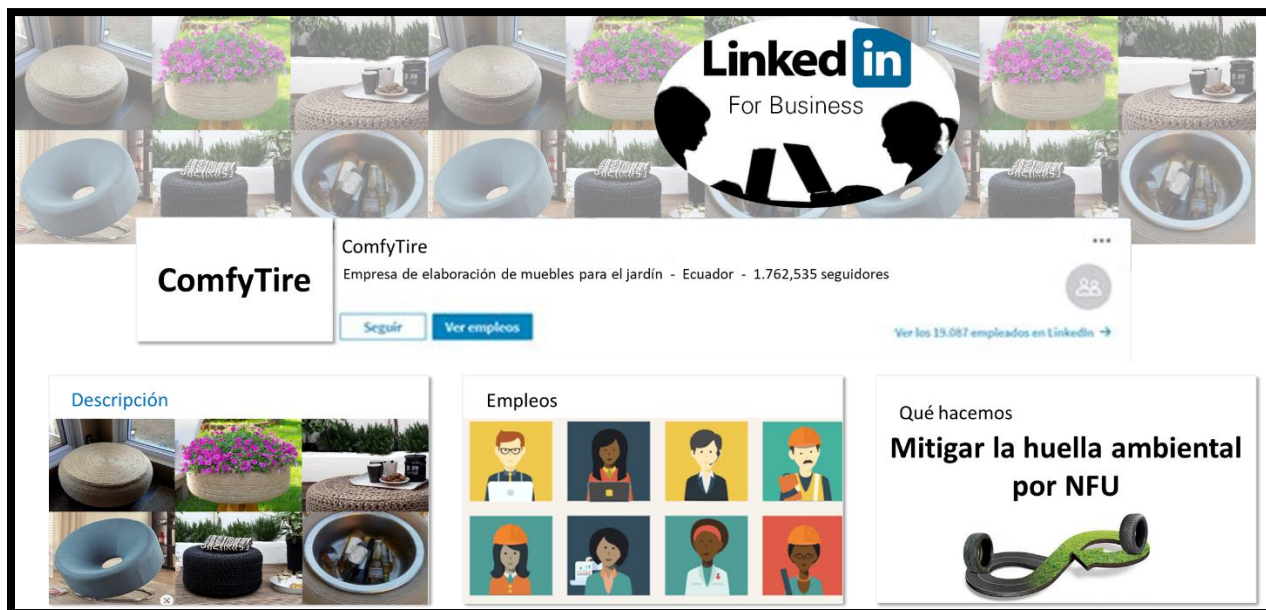 Linked in
For Business
ComfyTire
ComfyTire
Empresa de elaboración de muebles para el jardín - Ecuador - 1.762,535 seguidores
Seguir
Ver empleos
Ver los 19.087 empleados en LinkedIn →
Descripción
Empleos
Qué hacemos
Mitigar la huella ambiental
por NFU